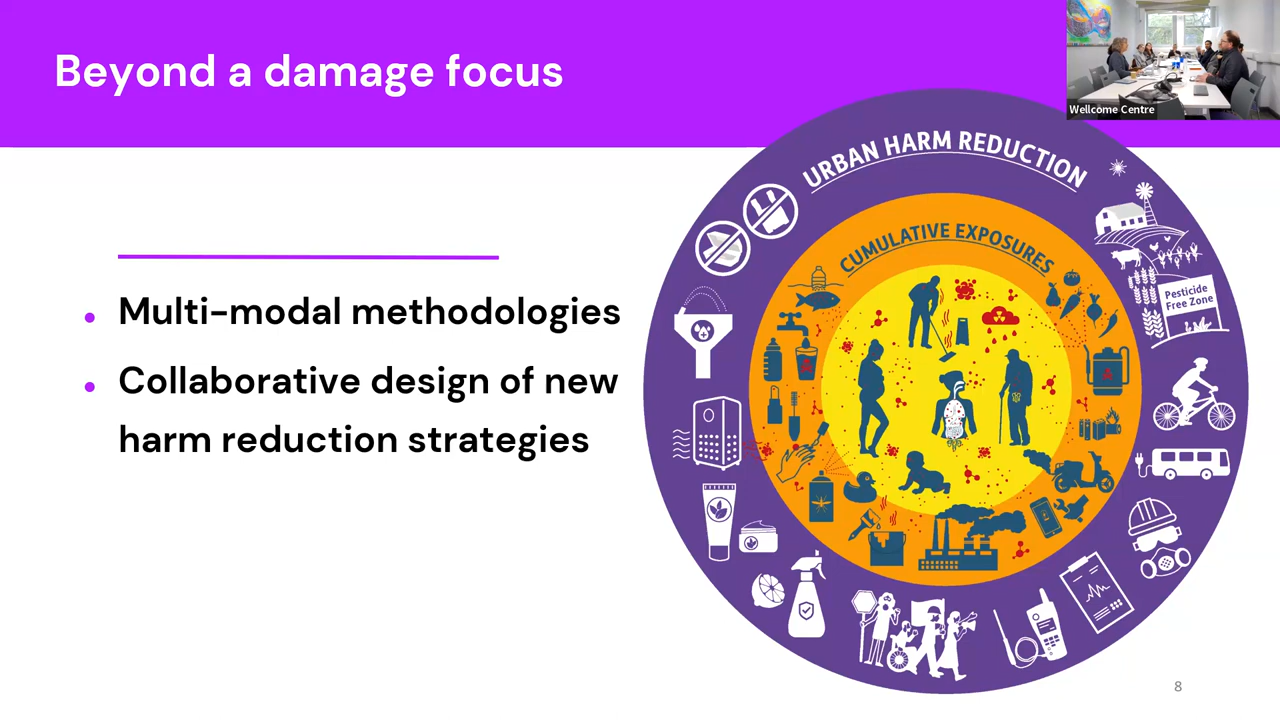 Beyond a damage focus
Wellcome Centre
URBAN HARM REDUCTION
CUMULATIVE EXPOSURES
Pesticide
Free Zone
• Multi-modal methodologies
• Collaborative design of new
harm reduction strategies
8